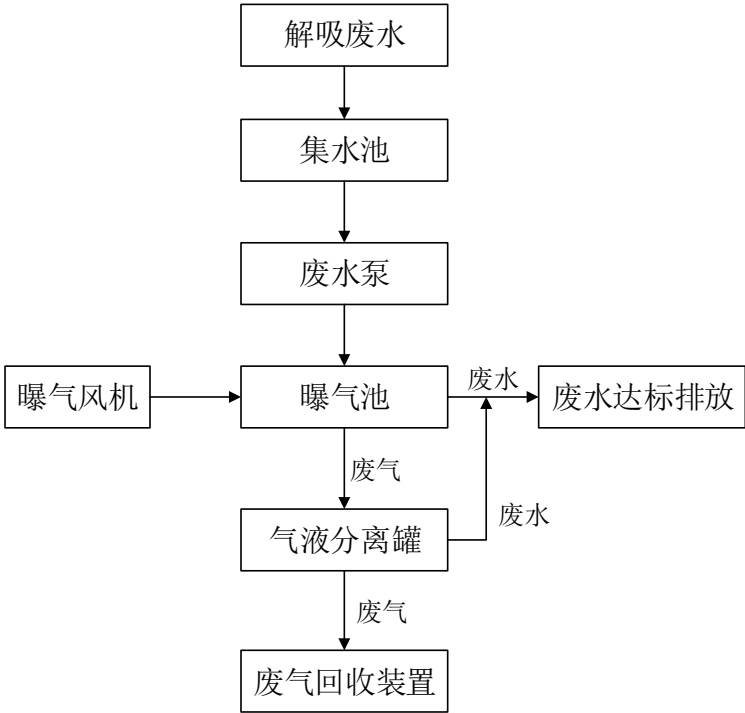 解吸废水
集水池
废水泵
曝气风机
曝气池
废水
废水达标排放
废气
气液分离罐
废水
废气
废气回收装置